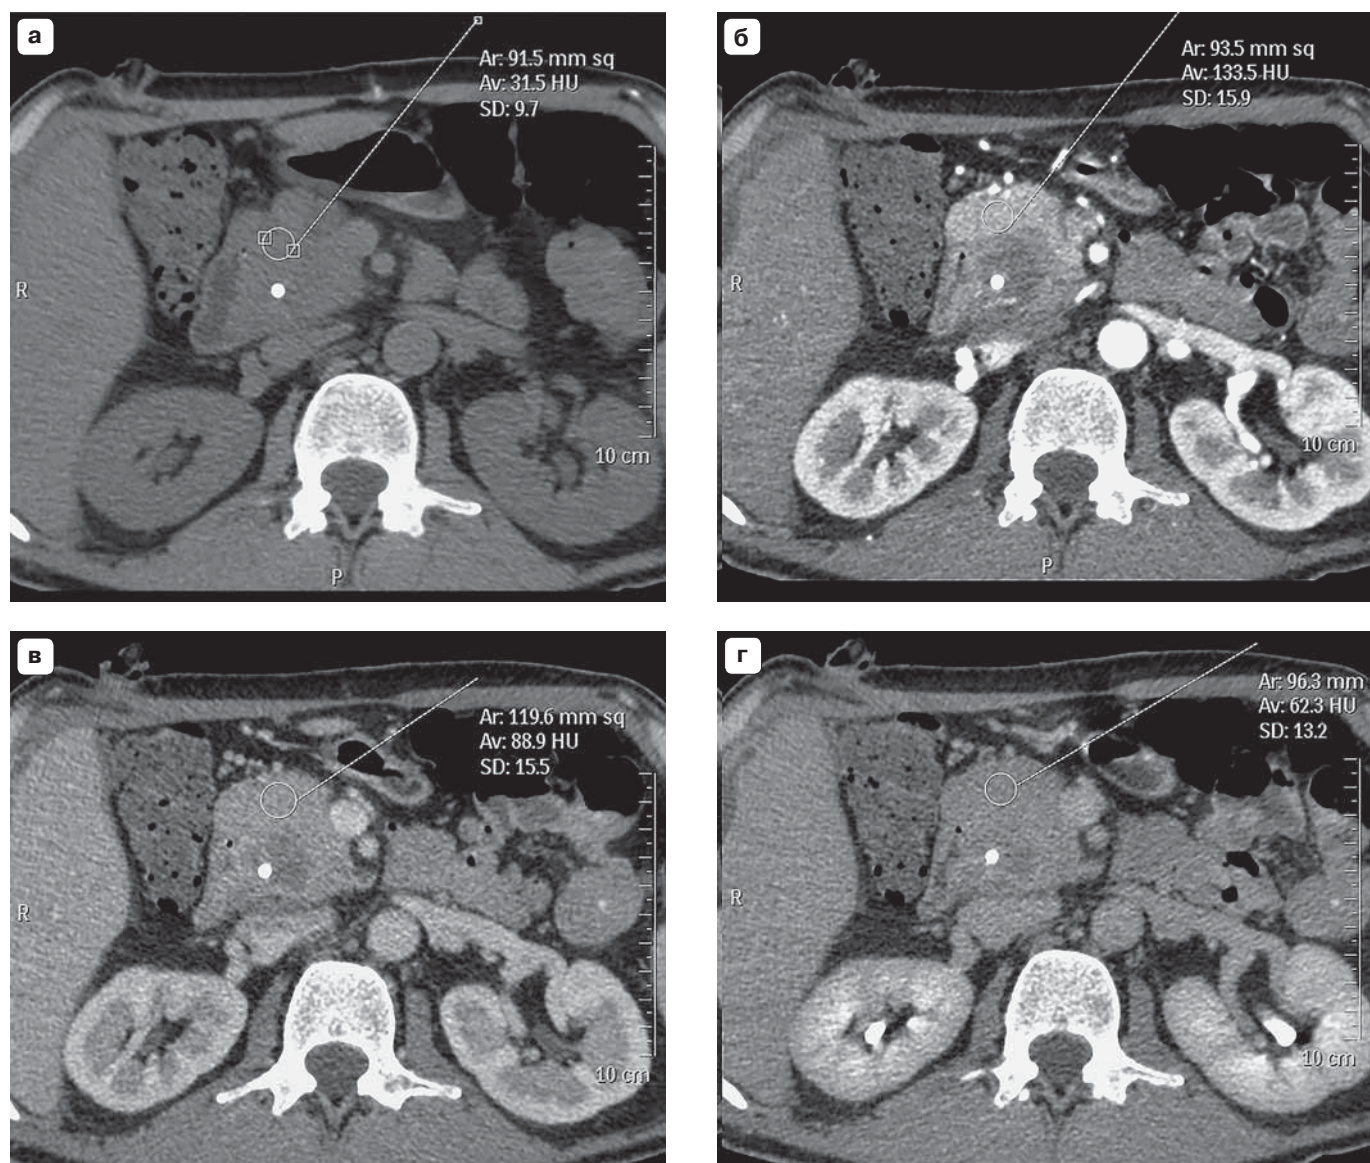 а
Ar: 91.5 mm sq
Av: 31.5 HU
SD: 9.7
R
10 cm
P
б
Ar: 93.5 mm sq
Av: 133.5 HU
SD: 15.9
R
10 cm
P
в
Ar: 119.6 mm sq
Av: 88.9 HU
SD: 15.5
R
10 cm
г
Ar: 96.3 mm
Av: 62.3 HU
SD: 13.2
R
10 cm